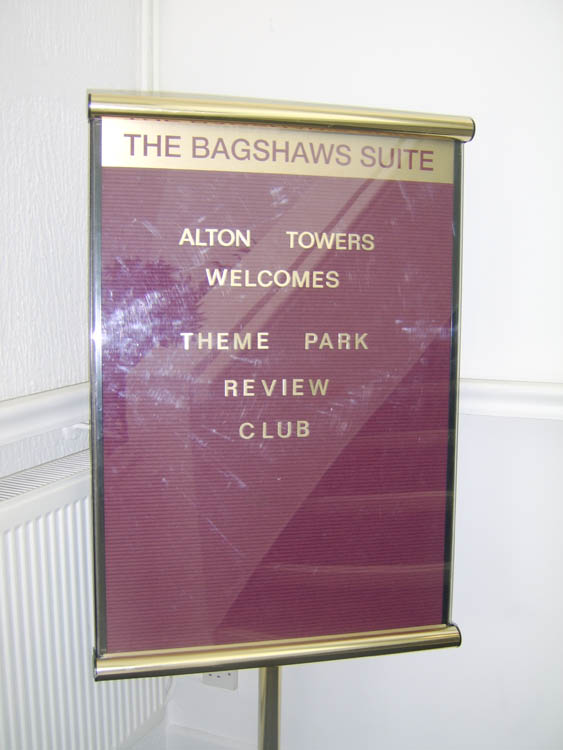 THE BAGSHAWS SUITE
ALTON TOWERS
WELCOMES
THEME PARK
REVIEW
CLUB